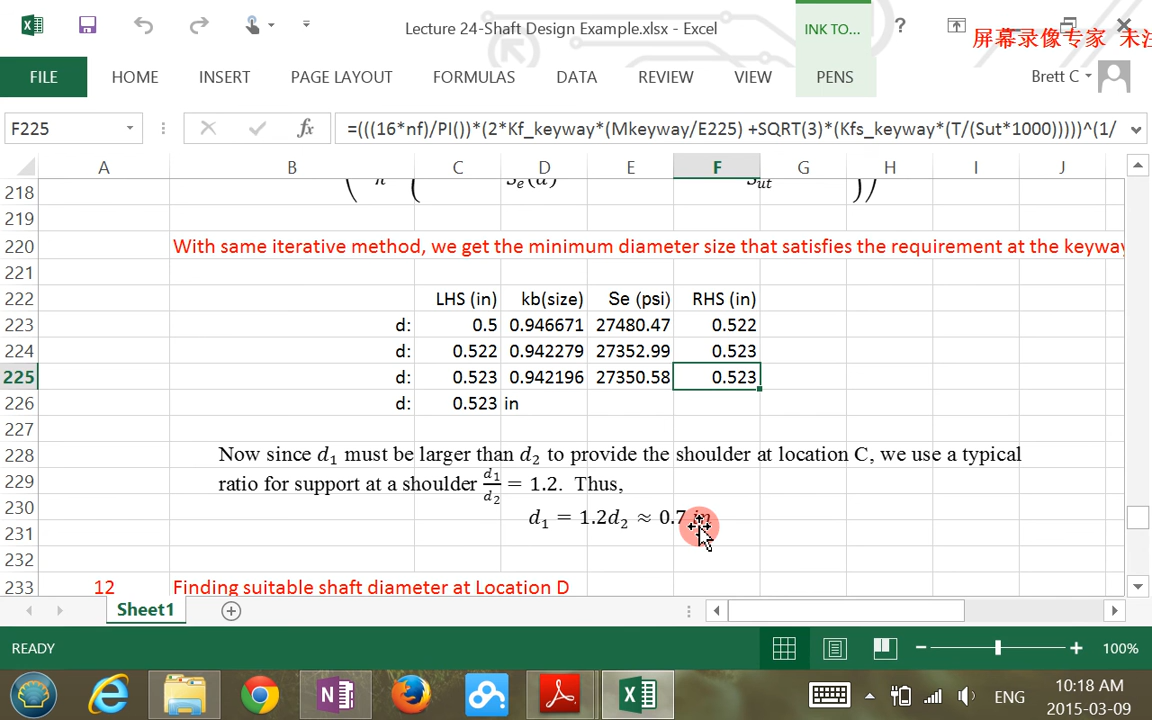 Lecture 24-Shaft Design Example.xlsx - Excel
INK TO...
?
屏幕录像专家 未注
FILE HOME INSERT PAGE LAYOUT FORMULAS DATA REVIEW VIEW PENS
Brett C
F225
fx
=(((16*nf)/PI())*(2*Kf_keyway*(Mkeyway/E225) +SQRT(3)*(Kfs_keyway*(T/(Sut*1000)))))^(1/
A B C D E F G H I J
218
219
220 With same iterative method, we get the minimum diameter size that satisfies the requirement at the keyway
221
222 LHS (in) kb(size) Se (psi) RHS (in)
223 d: 0.5 0.946671 27480.47 0.522
224 d: 0.522 0.942279 27352.99 0.523
225 d: 0.523 0.942196 27350.58 0.523
226 d: 0.523 in
227
228 Now since d₁ must be larger than d₂ to provide the shoulder at location C, we use a typical
229 ratio for support at a shoulder d₁/d₂ = 1.2. Thus,
230 d₁ = 1.2d₂ ≈ 0.7 in
231
232
233 12 Finding suitable shaft diameter at Location D
Sheet1
READY
100%
ENG
10:18 AM
2015-03-09